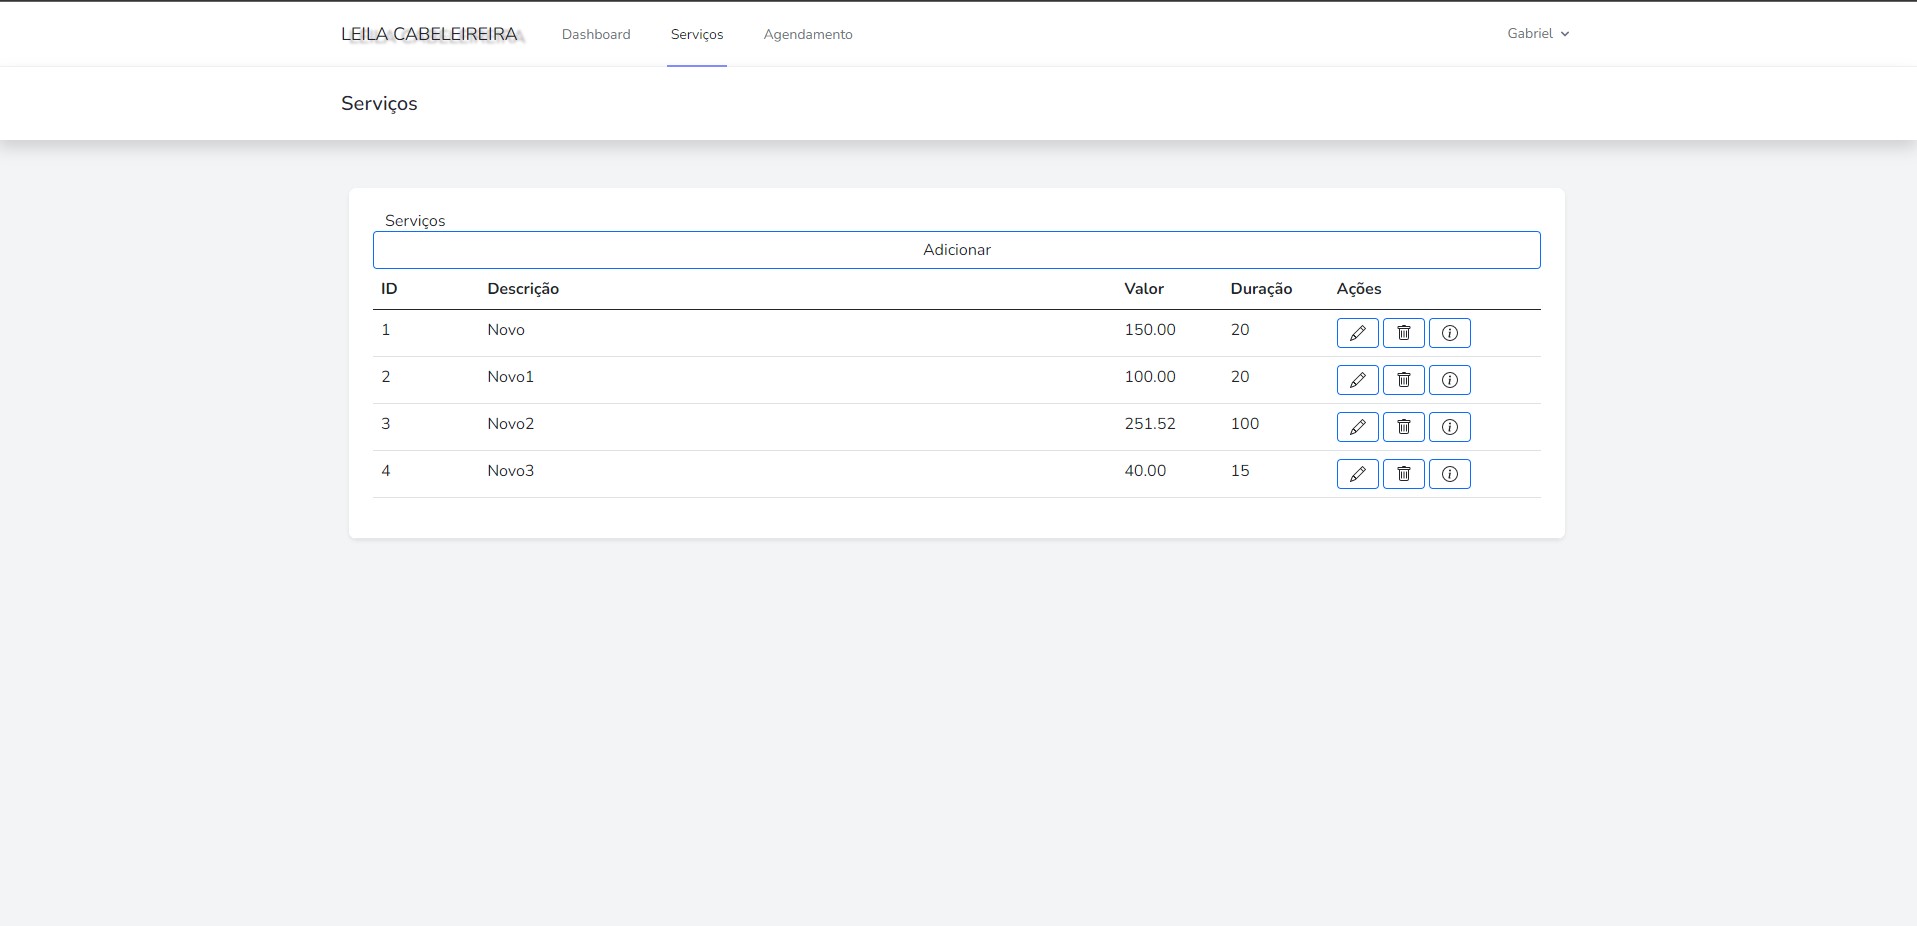 LEILA CABELEIREIRA Dashboard Serviços Agendamento Gabriel
Serviços
Serviços
Adicionar
ID Descrição Valor Duração Ações
1 Novo 150.00 20
2 Novo1 100.00 20
3 Novo2 251.52 100
4 Novo3 40.00 15